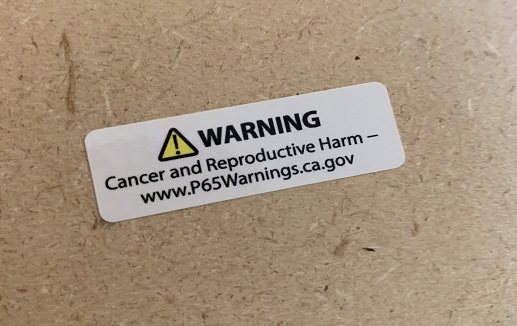 WARNING
Cancer and Reproductive Harm –
www.P65Warnings.ca.gov